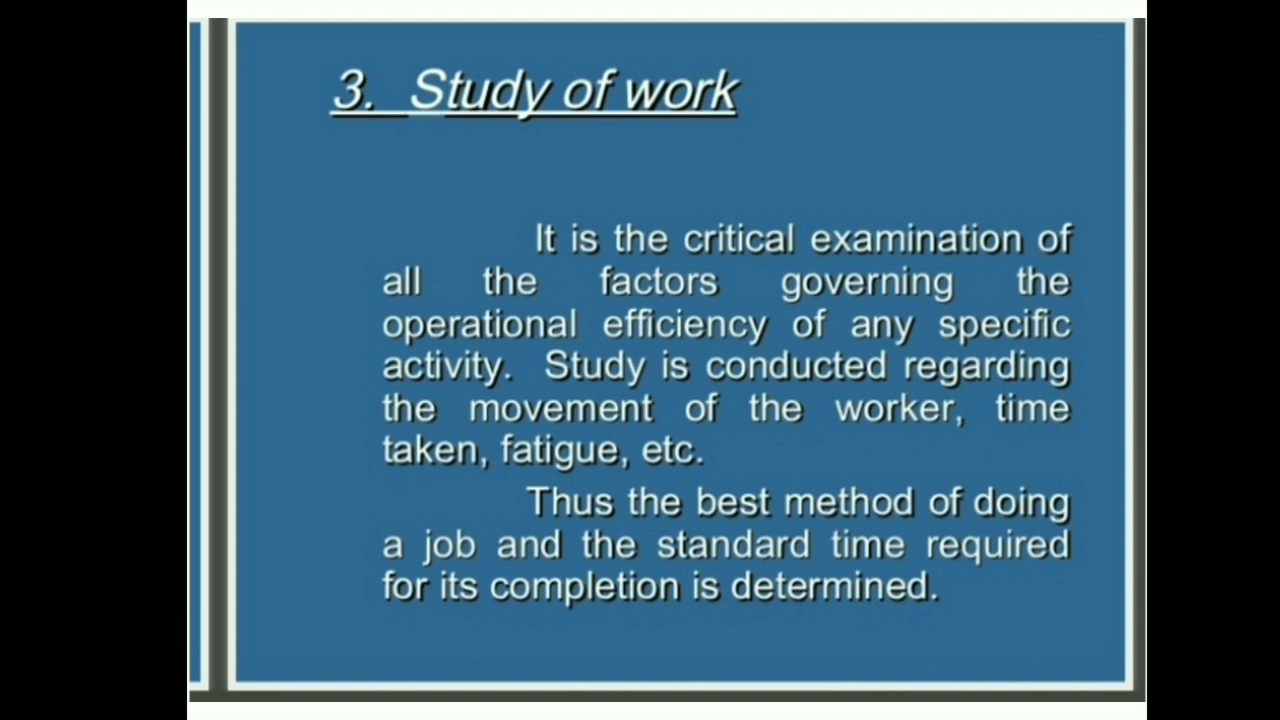 3. Study of work
It is the critical examination of
all the factors governing the
operational efficiency of any specific
activity. Study is conducted regarding
the movement of the worker, time
taken, fatigue, etc.
Thus the best method of doing
a job and the standard time required
for its completion is determined.